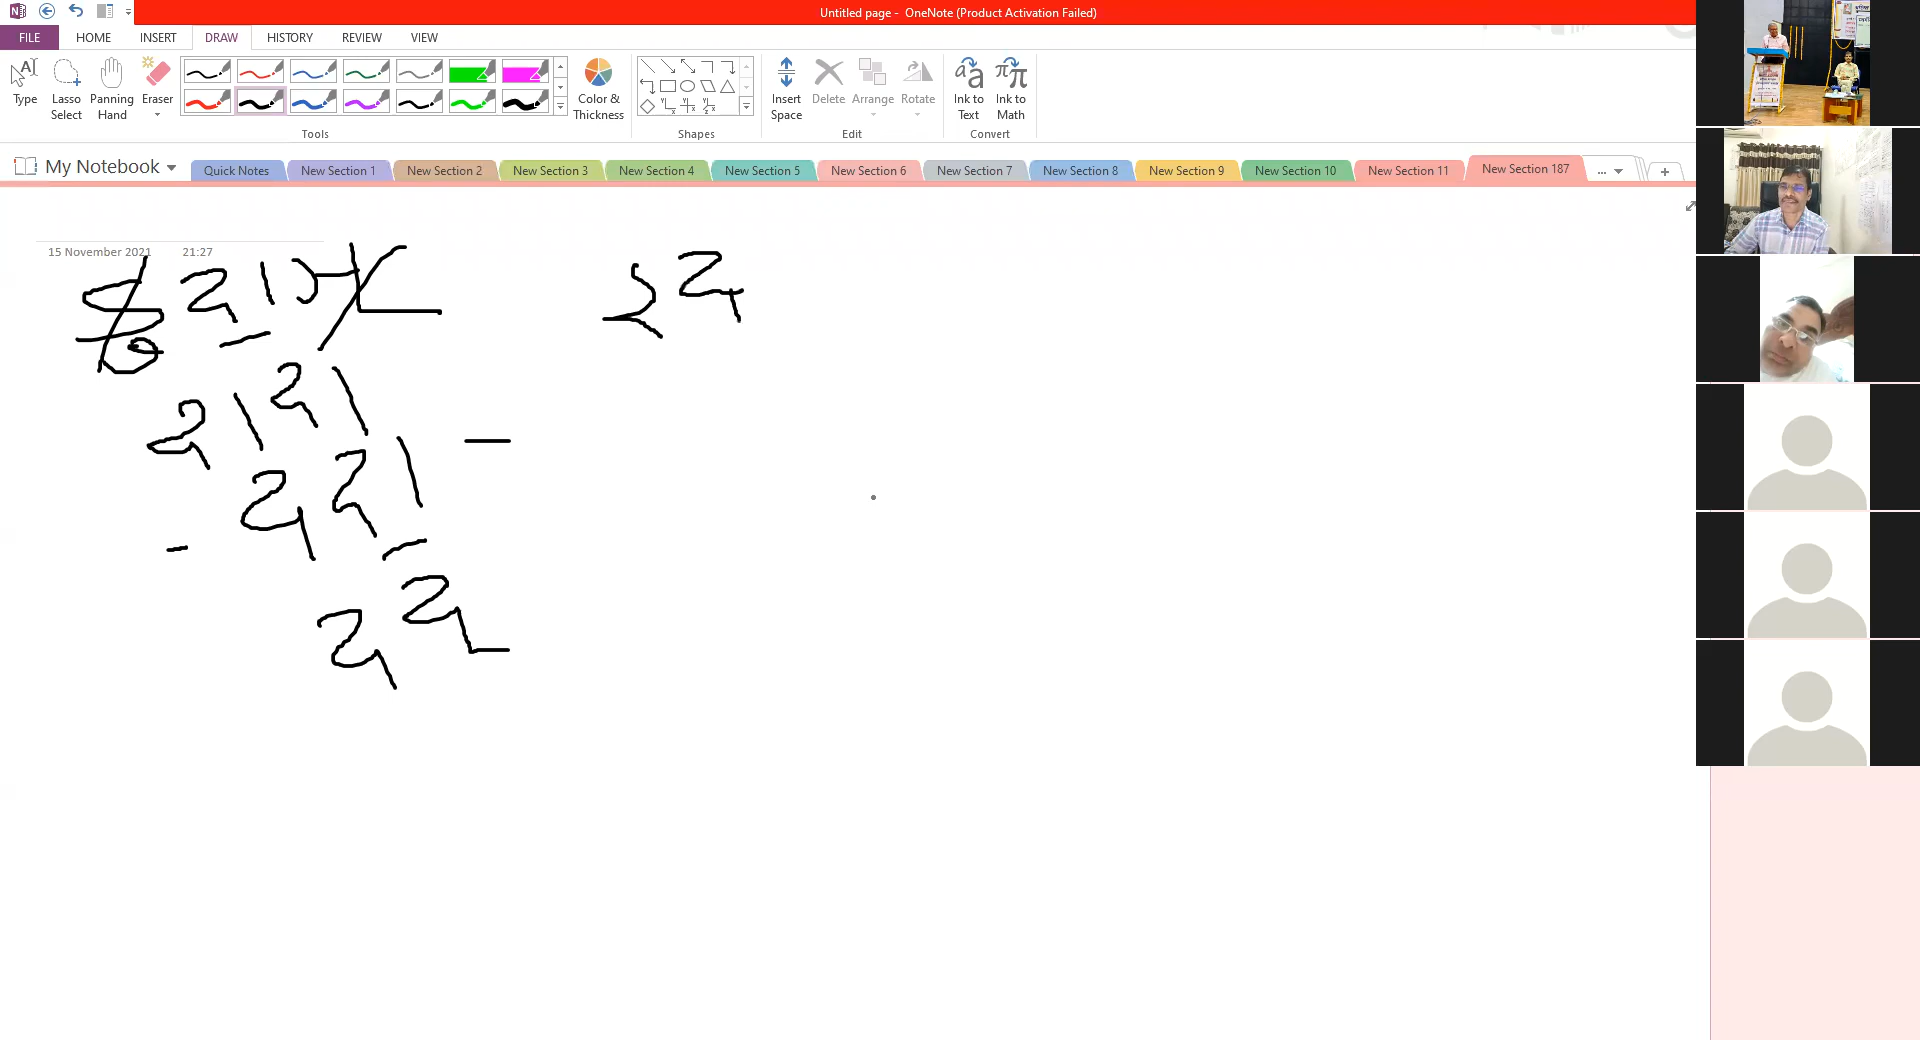 Untitled page - OneNote (Product Activation Failed)
FILE HOME INSERT DRAW HISTORY REVIEW VIEW
Type Lasso Select Panning Hand Eraser Color & Thickness Insert Space Delete Arrange Rotate Ink to Text Ink to Math
Tools Shapes Edit Convert
My Notebook Quick Notes New Section 1 New Section 2 New Section 3 New Section 4 New Section 5 New Section 6 New Section 7 New Section 8 New Section 9 New Section 10 New Section 11 New Section 187 ...
15 November 2021 21:27